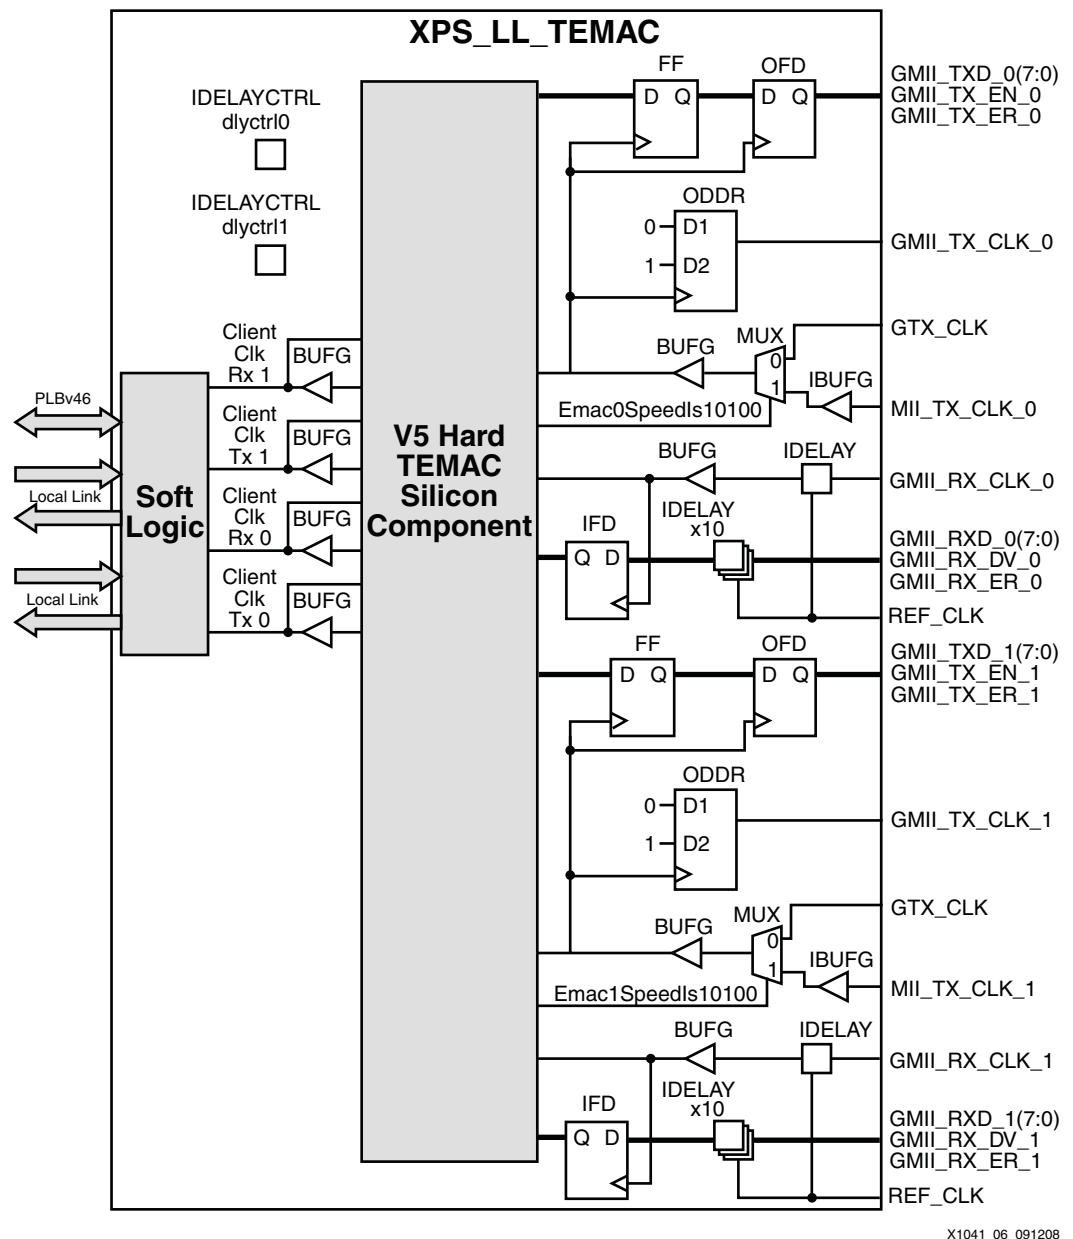 XPS_LL_TEMAC
IDELAYCTRL
dlyctrl0
IDELAYCTRL
dlyctrl1
Client
Clk
Rx 1
BUFG
Client
Clk
Tx 1
BUFG
Client
Clk
Rx 0
BUFG
Client
Clk
Tx 0
BUFG
PLBv46
Local Link
Local Link
Soft
Logic
V5 Hard
TEMAC
Silicon
Component
FF
D Q
OFD
D Q
GMII_TXD_0(7:0)
GMII_TX_EN_0
GMII_TX_ER_0
ODDR
0 D1
1 D2
GMII_TX_CLK_0
GTX_CLK
MUX
0
1
BUFG
IBUFG
MII_TX_CLK_0
Emac0SpeedIs10100
BUFG
IDELAY
GMII_RX_CLK_0
IDELAY
x10
IFD
Q D
GMII_RXD_0(7:0)
GMII_RX_DV_0
GMII_RX_ER_0
REF_CLK
FF
D Q
OFD
D Q
GMII_TXD_1(7:0)
GMII_TX_EN_1
GMII_TX_ER_1
ODDR
0 D1
1 D2
GMII_TX_CLK_1
GTX_CLK
MUX
0
1
BUFG
IBUFG
MII_TX_CLK_1
Emac1SpeedIs10100
BUFG
IDELAY
GMII_RX_CLK_1
IDELAY
x10
IFD
Q D
GMII_RXD_1(7:0)
GMII_RX_DV_1
GMII_RX_ER_1
REF_CLK
X1041_06_091208